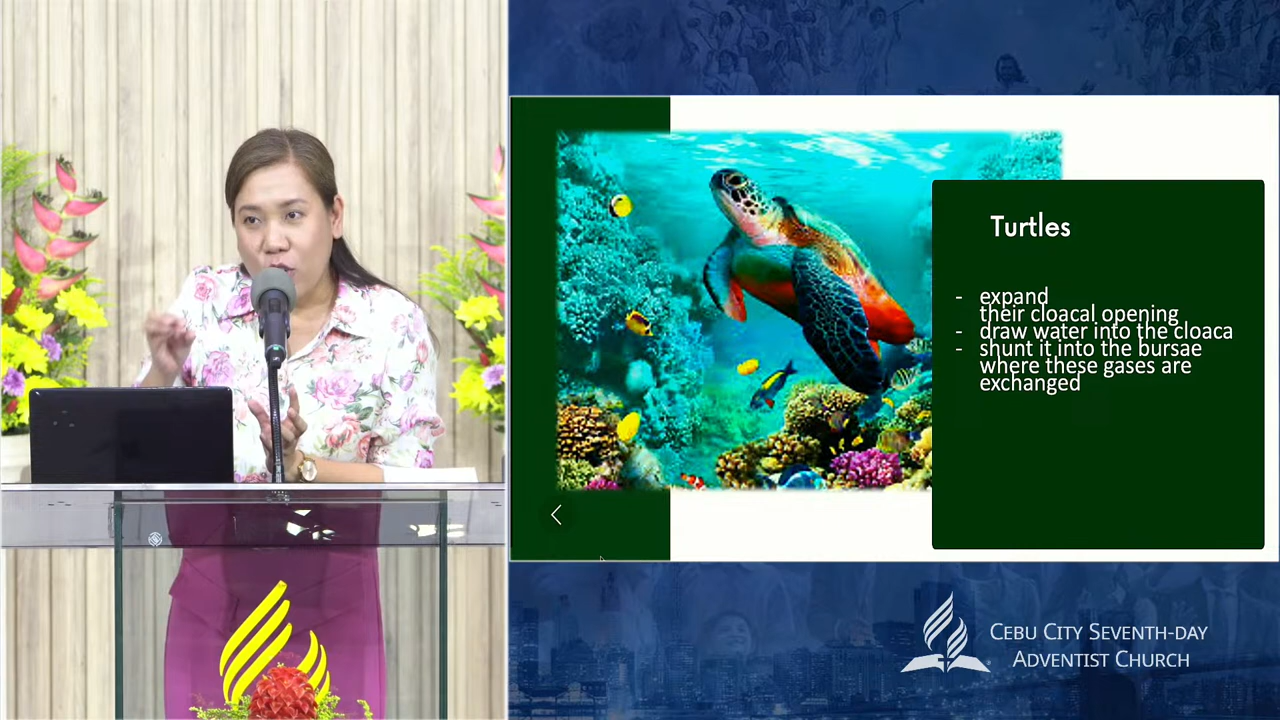 Turtles
- expand
their cloacal opening
- draw water into the cloaca
- shunt it into the bursae
where these gases are
exchanged
CEBU CITY SEVENTH-DAY
ADVENTIST CHURCH